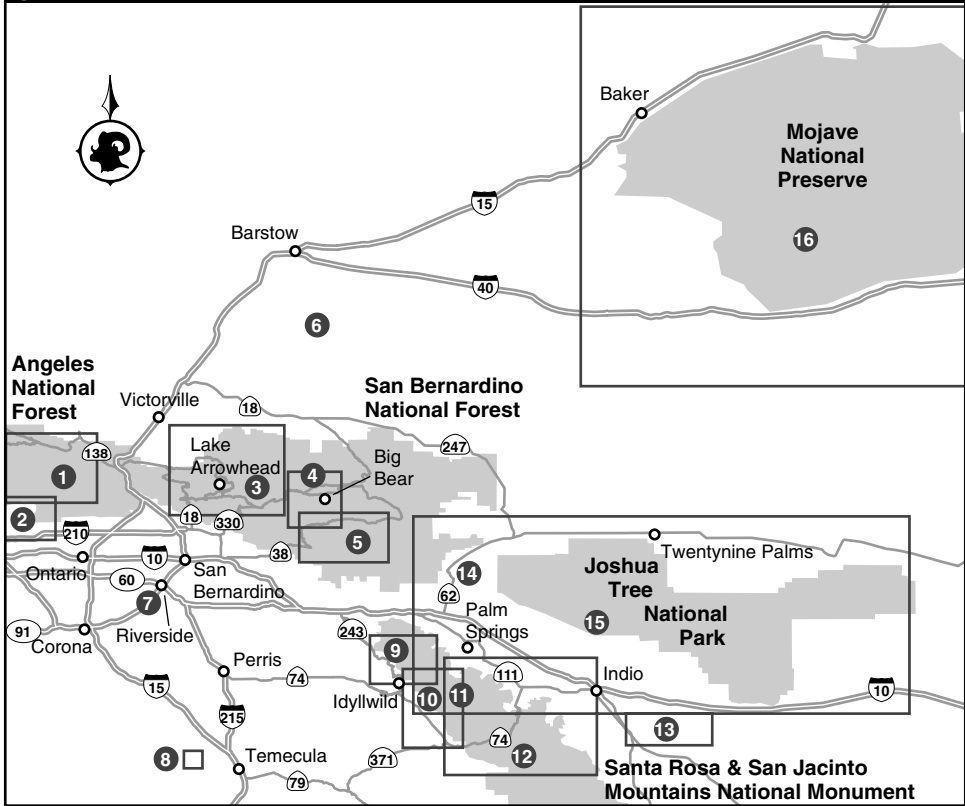 Baker
Mojave
National
Preserve
15
16
Barstow
40
6
Angeles
National
Forest
San Bernardino
National Forest
Victorville
18
247
138
Lake
Arrowhead
Big
Bear
1
3
4
2
18
330
210
5
38
10
Ontario
San
Bernardino
60
7
Twentynine Palms
Joshua
Tree
National
Park
14
62
15
Palm
Springs
91
Corona
Riverside
243
9
Perris
74
Idyllwild
10
11
111
Indio
10
15
215
13
8
Temecula
74
12
371
79
Santa Rosa & San Jacinto
Mountains National Monument